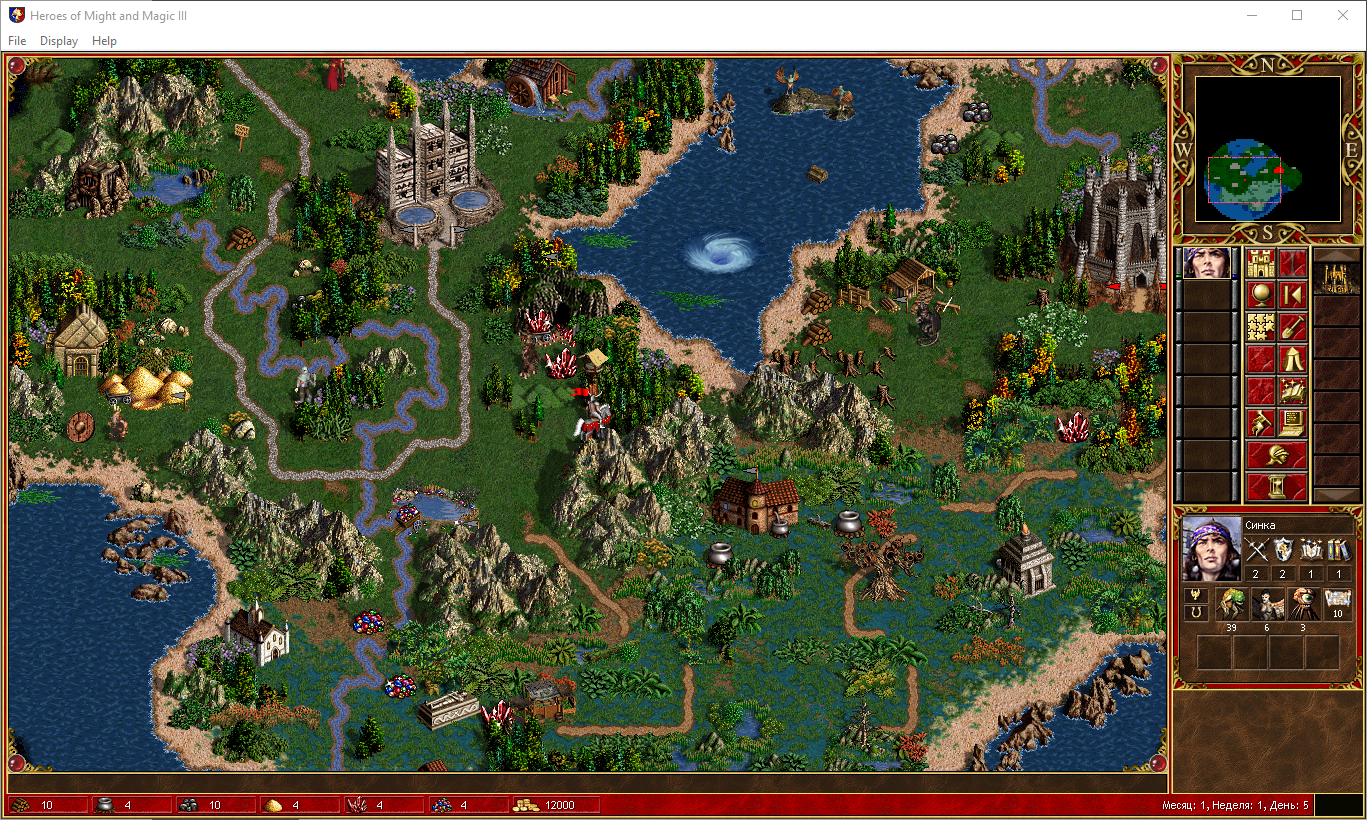 Heroes of Might and Magic III
File Display Help
N
W E
S
Синка
2 2 1 1
10
39 6 3
10 4 10 4 4 4 12000 Месяц: 1, Неделя: 1, День: 5